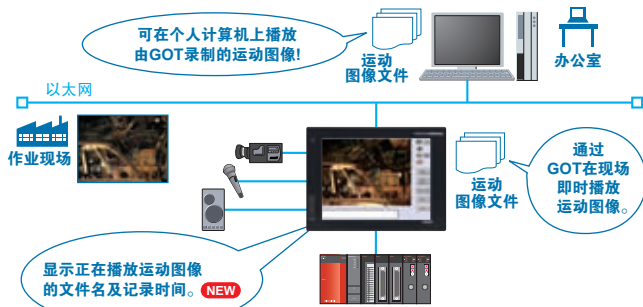 可在个人计算机上播放
由GOT录制的运动图像!
运动
图像文件
办公室
以太网
作业现场
运动
图像文件
通过
GOT在现场
即时播放
运动图像。
显示正在播放运动图像
的文件名及记录时间。 NEW